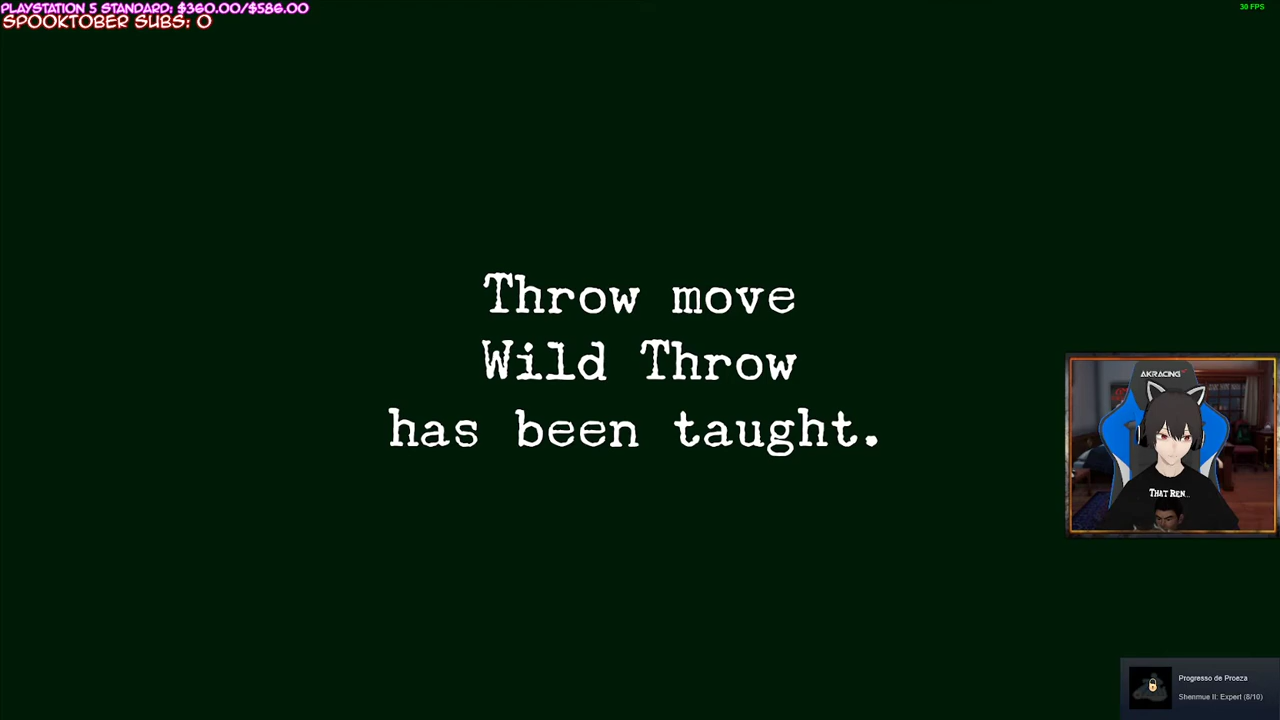 PLAYSTATION 5 STANDARD: $360.00/$586.00
SPOOKTOBER SUBS: 0
30 FPS
Throw move
Wild Throw
has been taught.
AKRACING
THAT REN...
Progresso de Proeza
Shenmue II: Expert (8/10)